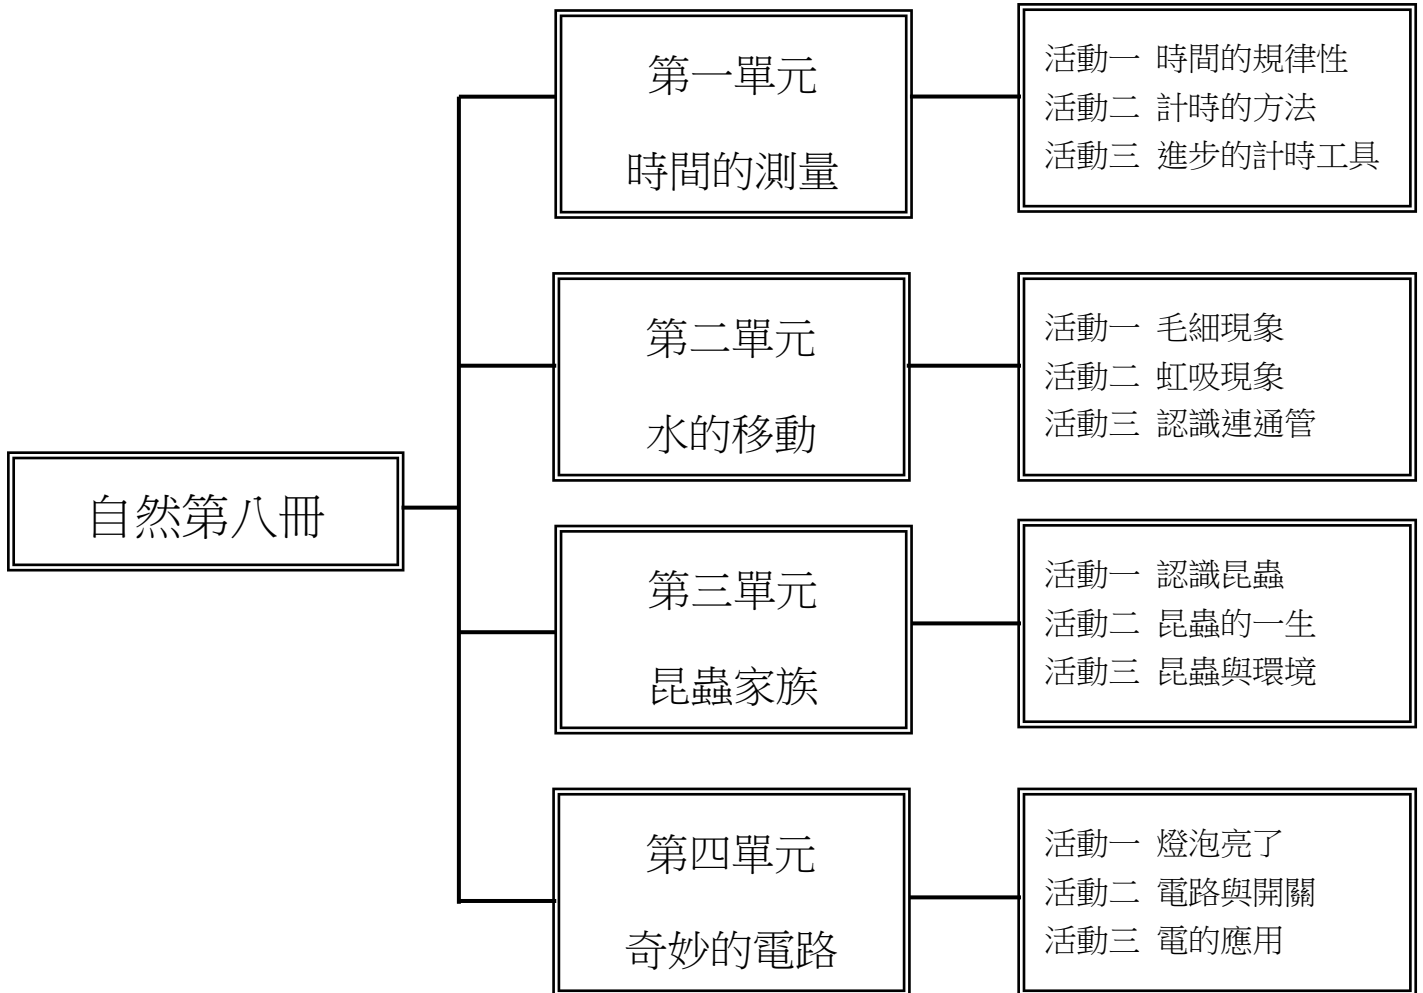 自然第八冊
第一單元
時間的測量
活動一 時間的規律性
活動二 計時的方法
活動三 進步的計時工具
第二單元
水的移動
活動一 毛細現象
活動二 虹吸現象
活動三 認識連通管
第三單元
昆蟲家族
活動一 認識昆蟲
活動二 昆蟲的一生
活動三 昆蟲與環境
第四單元
奇妙的電路
活動一 燈泡亮了
活動二 電路與開關
活動三 電的應用